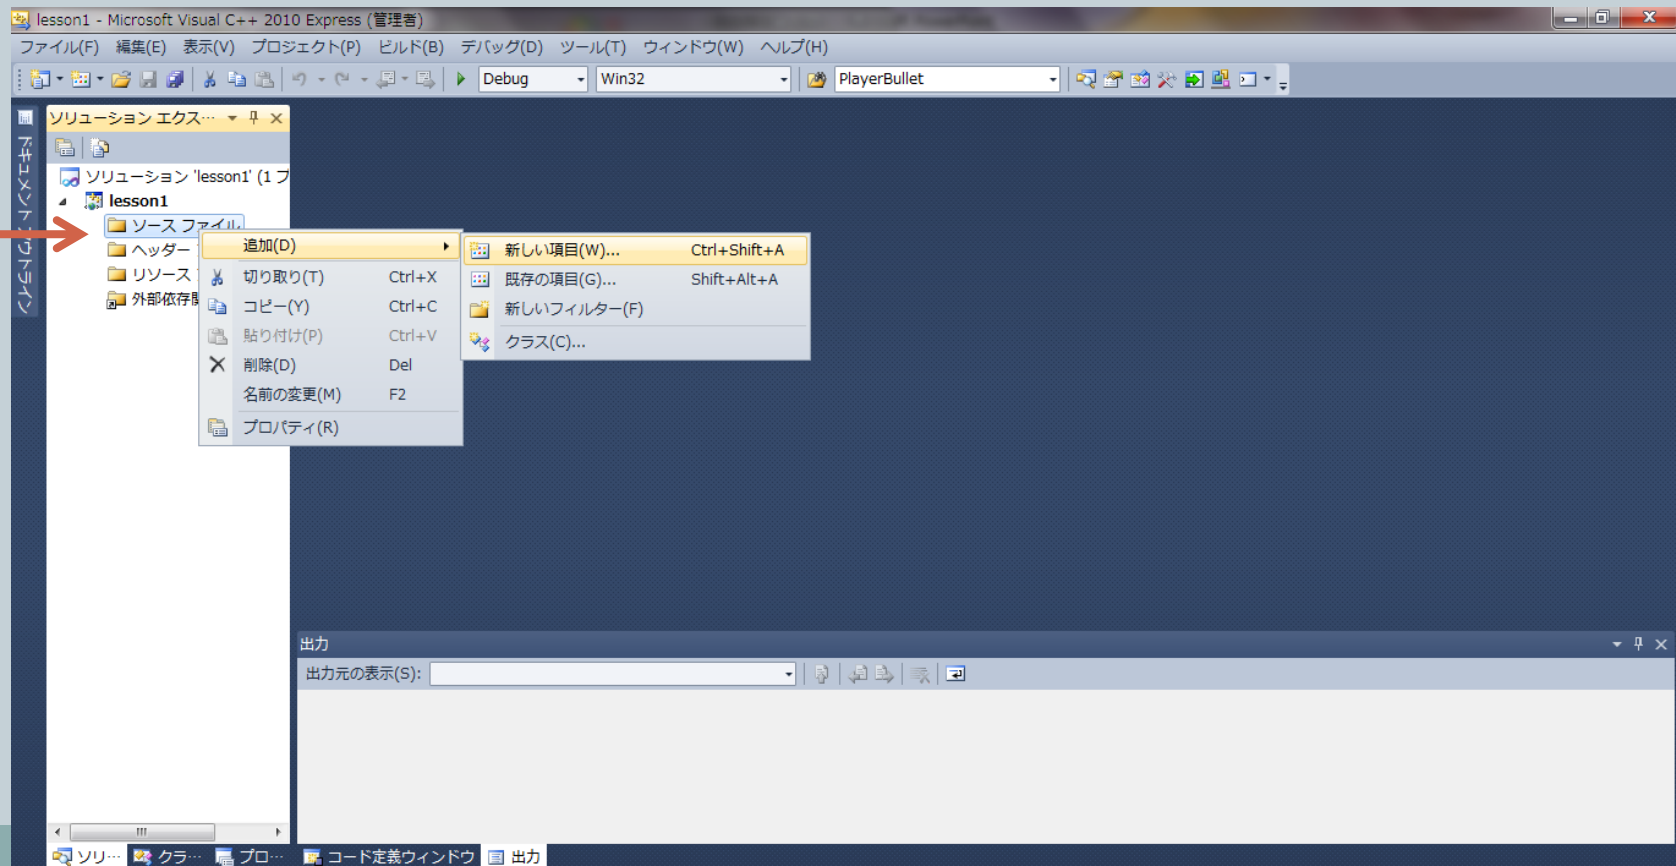 lesson1 - Microsoft Visual C++ 2010 Express (管理者)
ファイル(F) 編集(E) 表示(V) プロジェクト(P) ビルド(B) デバッグ(D) ツール(T) ウィンドウ(W) ヘルプ(H)
Debug Win32 PlayerBullet
ソリューション エクス…
ドキュメント アウトライン
ソリューション 'lesson1' (1 プ
lesson1
ソース ファイル
ヘッダー
リソース
外部依存関
追加(D)
切り取り(T) Ctrl+X
コピー(Y) Ctrl+C
貼り付け(P) Ctrl+V
削除(D) Del
名前の変更(M) F2
プロパティ(R)
新しい項目(W)... Ctrl+Shift+A
既存の項目(G)... Shift+Alt+A
新しいフィルター(F)
クラス(C)...
出力
出力元の表示(S):
ソリ… クラ… プロ… コード定義ウィンドウ 出力